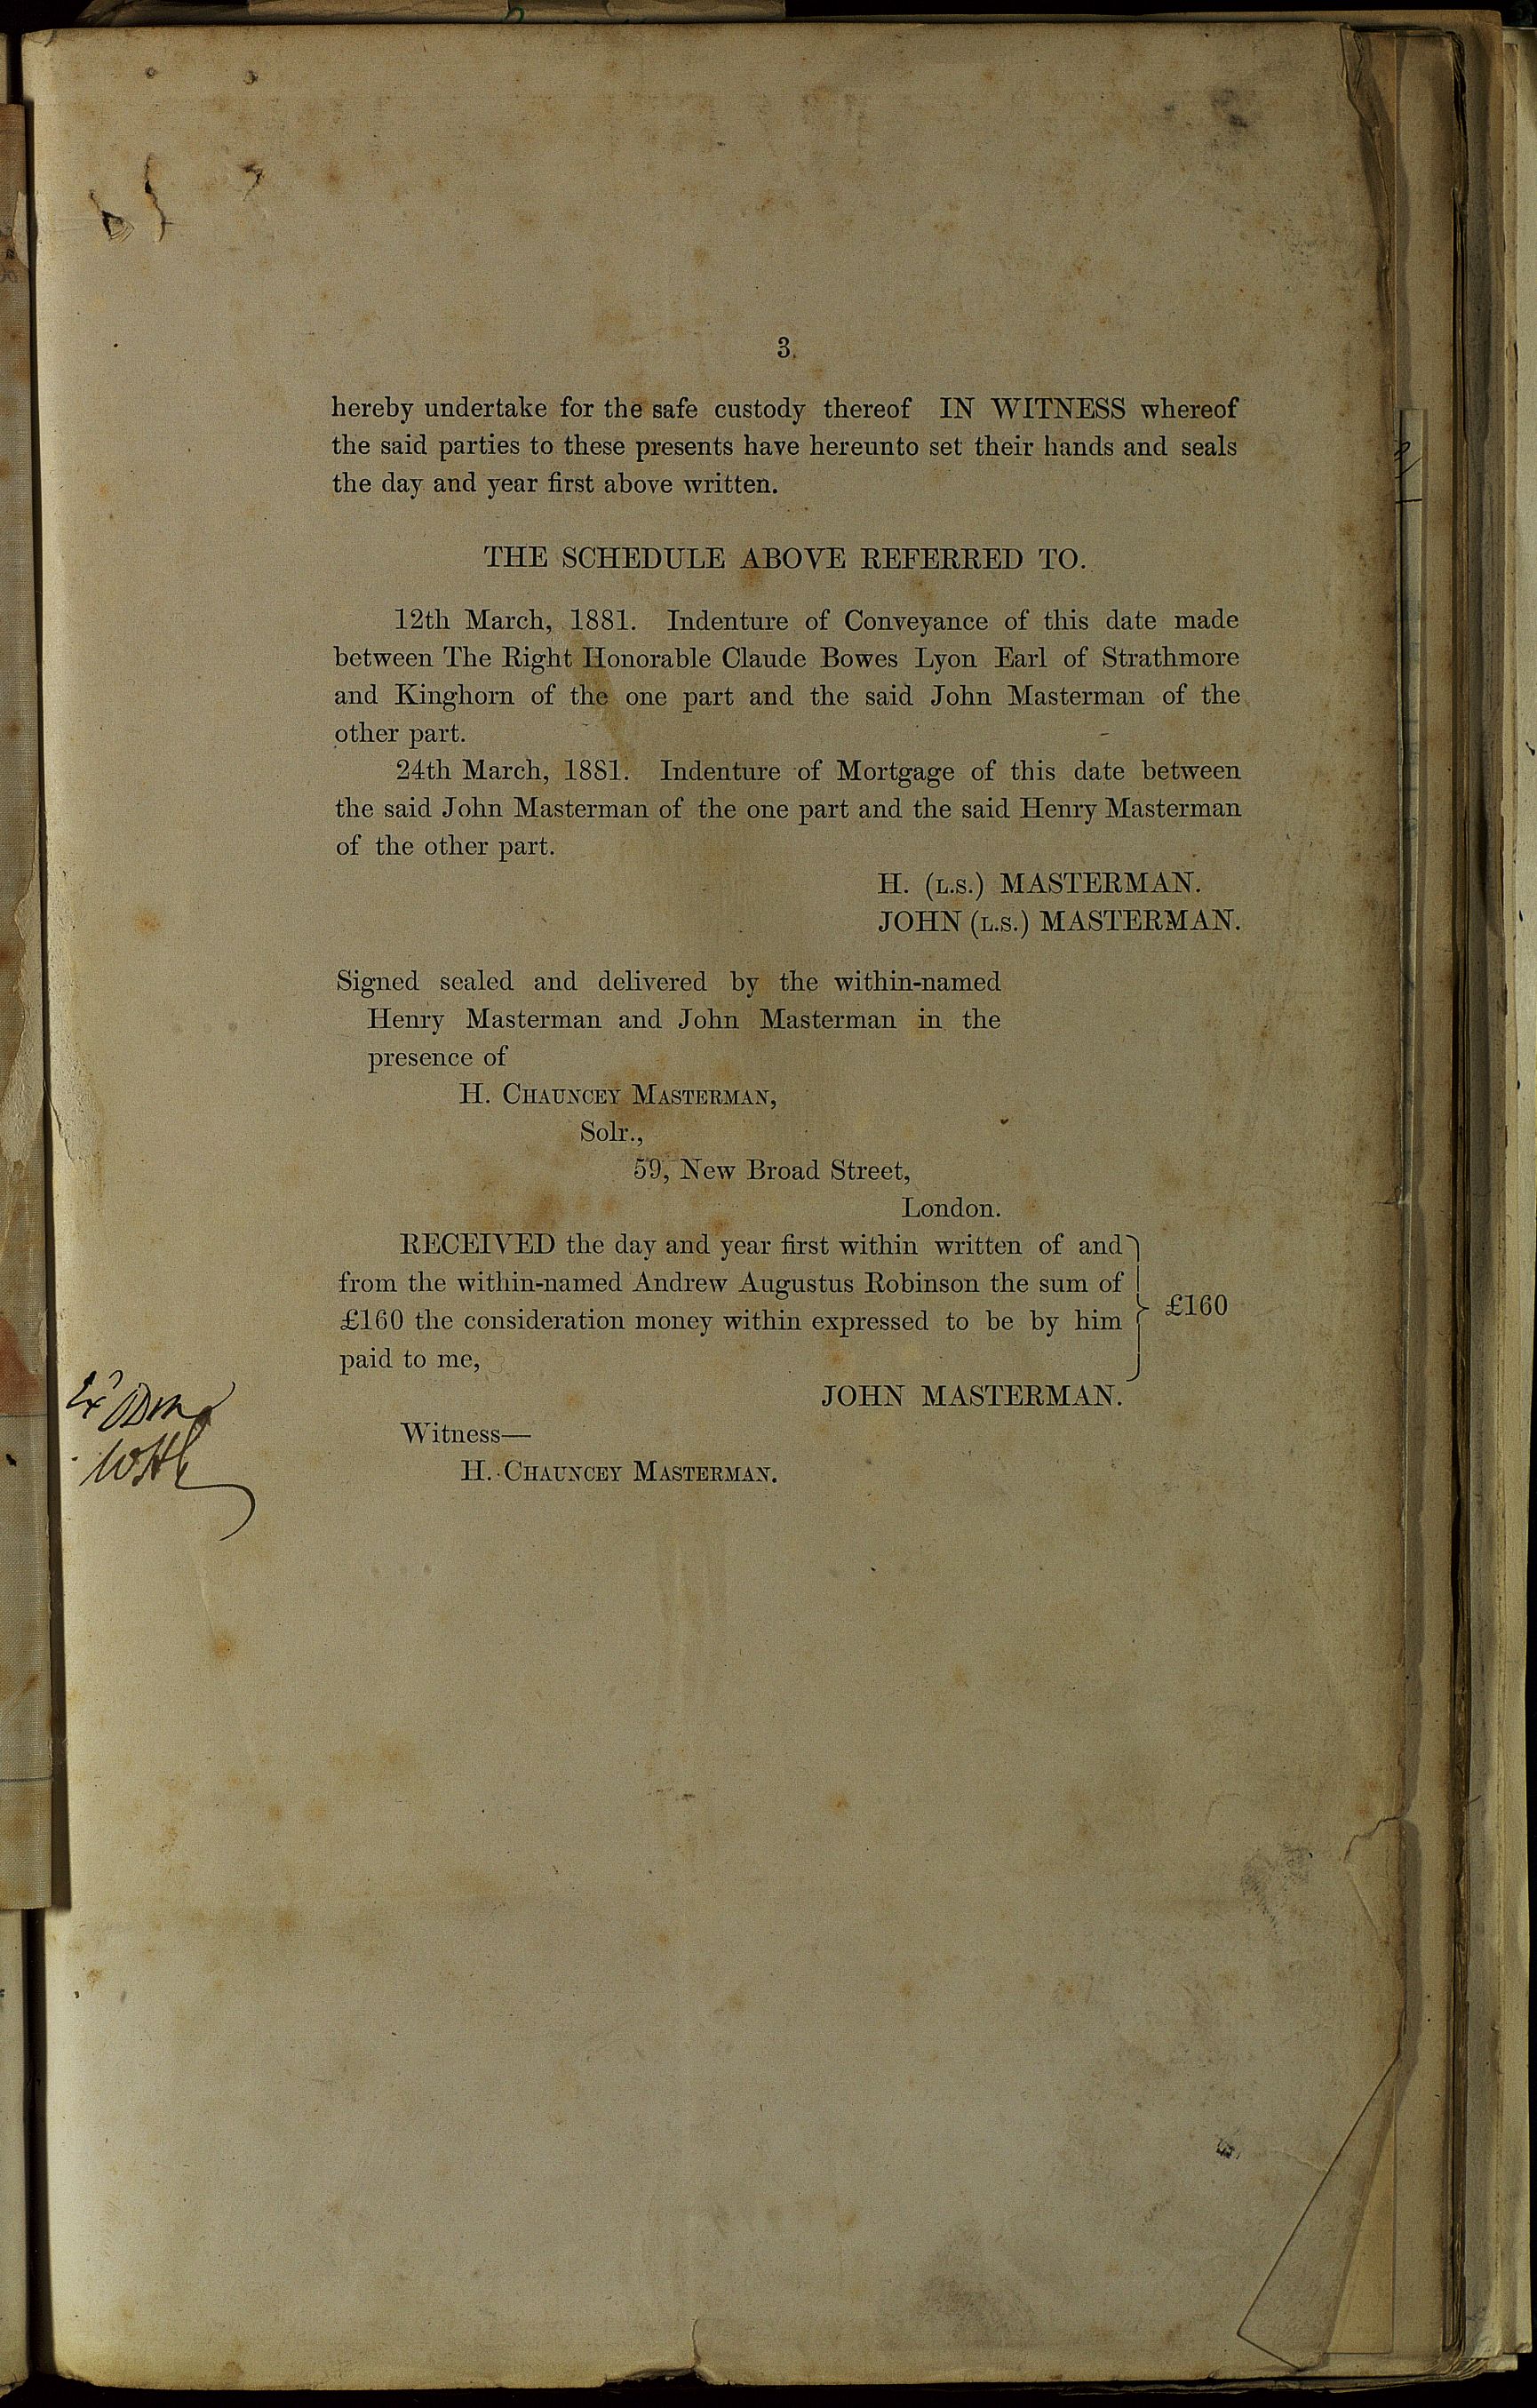 3.
hereby undertake for the safe custody thereof IN WITNESS whereof
the said parties to these presents have hereunto set their hands and seals
the day and year first above written.
THE SCHEDULE ABOVE REFERRED TO.
12th March, 1881. Indenture of Conveyance of this date made
between The Right Honorable Claude Bowes Lyon Earl of Strathmore
and Kinghorn of the one part and the said John Masterman of the
other part.
24th March, 1881. Indenture of Mortgage of this date between
the said John Masterman of the one part and the said Henry Masterman
of the other part.
H. (L.S.) MASTERMAN.
JOHN (L.S.) MASTERMAN.
Signed sealed and delivered by the within-named
Henry Masterman and John Masterman in the
presence of
H. CHAUNCEY MASTERMAN,
Solr.,
59, New Broad Street,
London.
RECEIVED the day and year first within written of and
from the within-named Andrew Augustus Robinson the sum of
£160 the consideration money within expressed to be by him
paid to me,
£160
JOHN MASTERMAN.
Witness—
H. CHAUNCEY MASTERMAN.